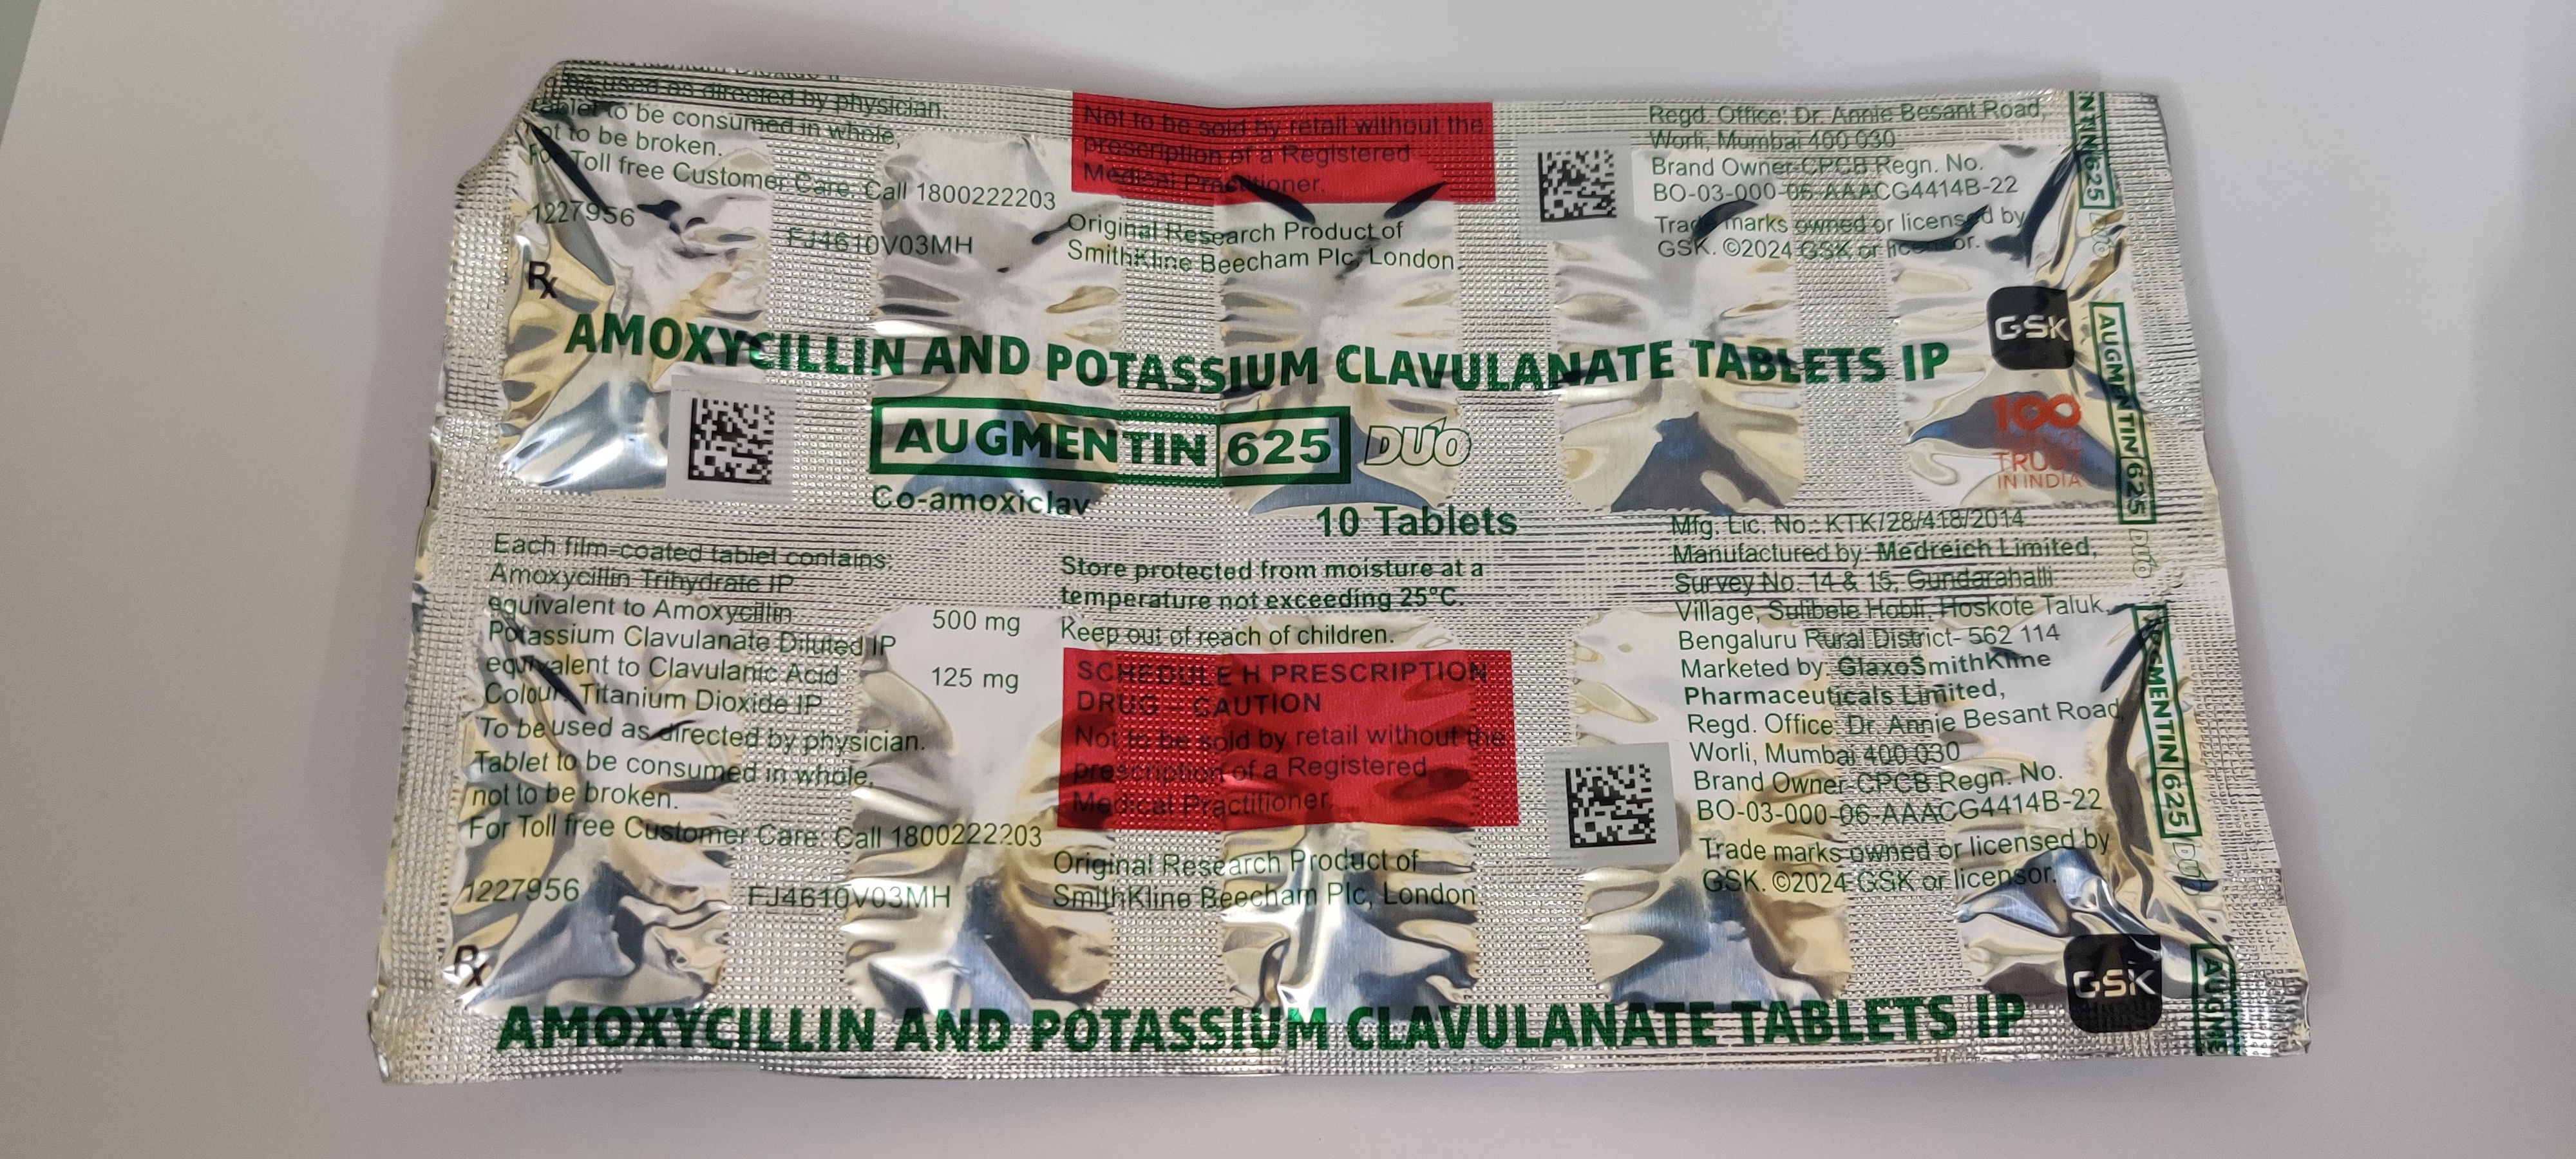 be used as directed by physician.
Tablet to be consumed in whole,
not to be broken.
For Toll free Customer Care: Call 1800222203
1227956
FJ4610V03MH
Rx
Not to be sold by retail without the
prescription of a Registered
Medical Practitioner.
Original Research Product of
SmithKline Beecham Plc, London.
Regd. Office: Dr. Annie Besant Road,
Worli, Mumbai 400 030
Brand Owner-CPCB Regn. No.
BO-03-000-06-AAACG4414B-22
Trade marks owned or licensed by
GSK. ©2024 GSK or licensor.
GSK
AMOXYCILLIN AND POTASSIUM CLAVULANATE TABLETS IP
AUGMENTIN 625 DUO
Co-amoxiclav
10 Tablets
100
TRUST
IN INDIA
Each film-coated tablet contains:
Amoxycillin Trihydrate IP
equivalent to Amoxycillin 500 mg
Potassium Clavulanate Diluted IP
equivalent to Clavulanic Acid 125 mg
Colour: Titanium Dioxide IP
To be used as directed by physician.
Tablet to be consumed in whole,
not to be broken.
For Toll free Customer Care: Call 1800222203
1227956
FJ4610V03MH
Rx
Store protected from moisture at a
temperature not exceeding 25°C.
Keep out of reach of children.
SCHEDULE H PRESCRIPTION
DRUG – CAUTION
Not to be sold by retail without the
prescription of a Registered
Medical Practitioner.
Original Research Product of
SmithKline Beecham Plc, London
Mfg. Lic. No.: KTK/28/418/2014
Manufactured by: Medreich Limited,
Survey No. 14 & 15, Gundarahalli
Village, Sulibele Hobli, Hoskote Taluk,
Bengaluru Rural District- 562 114
Marketed by: GlaxoSmithKline
Pharmaceuticals Limited,
Regd. Office: Dr. Annie Besant Road,
Worli, Mumbai 400 030
Brand Owner-CPCB Regn. No.
BO-03-000-06-AAACG4414B-22
Trade marks owned or licensed by
GSK. ©2024 GSK or licensor.
GSK
AMOXYCILLIN AND POTASSIUM CLAVULANATE TABLETS IP
NTIN 625 DUO
AUGMENTIN 625 DUO
AUGMENTIN 625 DUO
AUGME